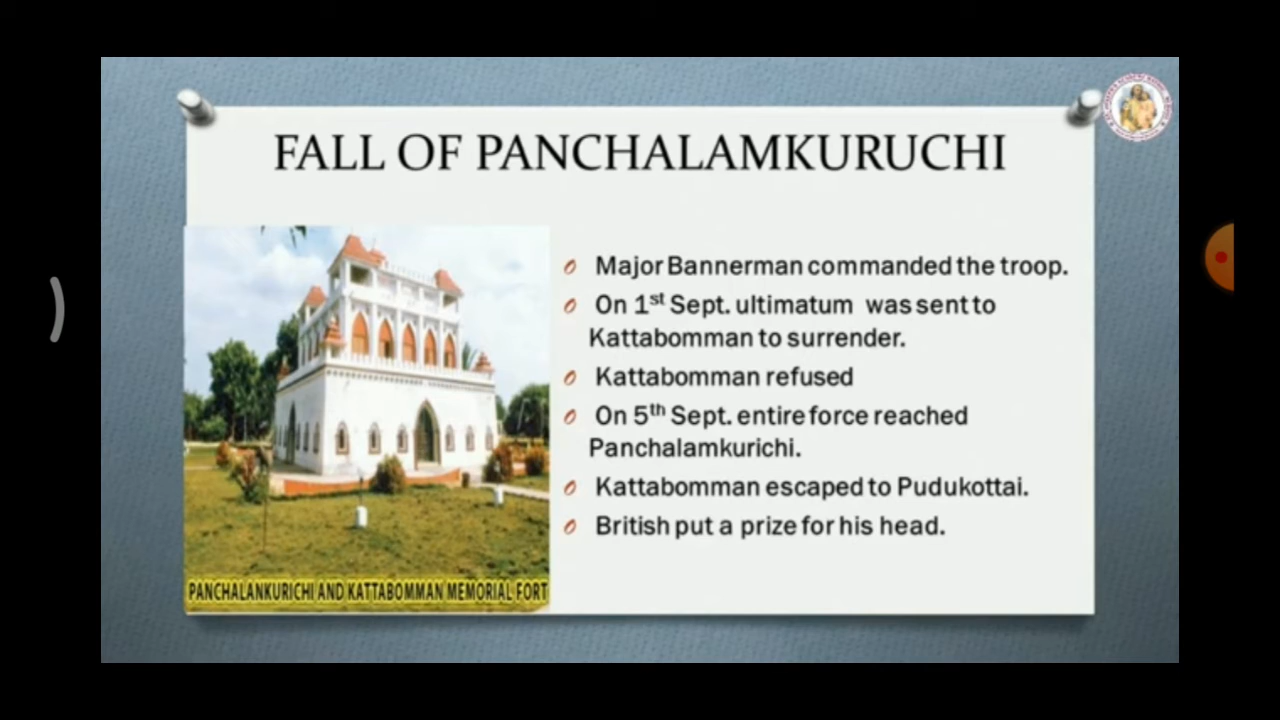 FALL OF PANCHALAMKURUCHI
Major Bannerman commanded the troop.
On 1st Sept. ultimatum was sent to
Kattabomman to surrender.
Kattabomman refused
On 5th Sept. entire force reached
Panchalamkurichi.
Kattabomman escaped to Pudukottai.
British put a prize for his head.
PANCHALANKURICHI AND KATTABOMMAN MEMORIAL FORT